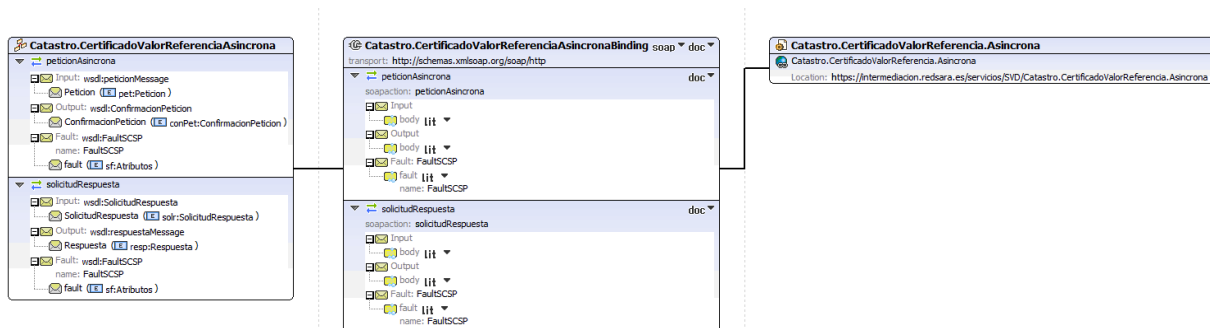 Catastro.CertificadoValorReferenciaAsincrona
peticionAsincrona
Input: wsdl:peticionMessage
Peticion ( E pet:Peticion )
Output: wsdl:ConfirmacionPeticion
ConfirmacionPeticion ( E conPet:ConfirmacionPeticion )
Fault: wsdl:FaultSCSP
name: FaultSCSP
fault ( E sf:Atributos )
solicitudRespuesta
Input: wsdl:SolicitudRespuesta
SolicitudRespuesta ( E solr:SolicitudRespuesta )
Output: wsdl:respuestaMessage
Respuesta ( E resp:Respuesta )
Fault: wsdl:FaultSCSP
name: FaultSCSP
fault ( E sf:Atributos )
Catastro.CertificadoValorReferenciaAsincronaBinding soap doc
transport: http://schemas.xmlsoap.org/soap/http
peticionAsincrona doc
soapaction: peticionAsincrona
Input
body lit
Output
body lit
Fault: FaultSCSP
fault lit
name: FaultSCSP
solicitudRespuesta doc
soapaction: solicitudRespuesta
Input
body lit
Output
body lit
Fault: FaultSCSP
fault lit
name: FaultSCSP
Catastro.CertificadoValorReferencia.Asincrona
Catastro.CertificadoValorReferencia.Asincrona
Location: https://intermediacion.redsara.es/servicios/SVD/Catastro.CertificadoValorReferencia.Asincrona